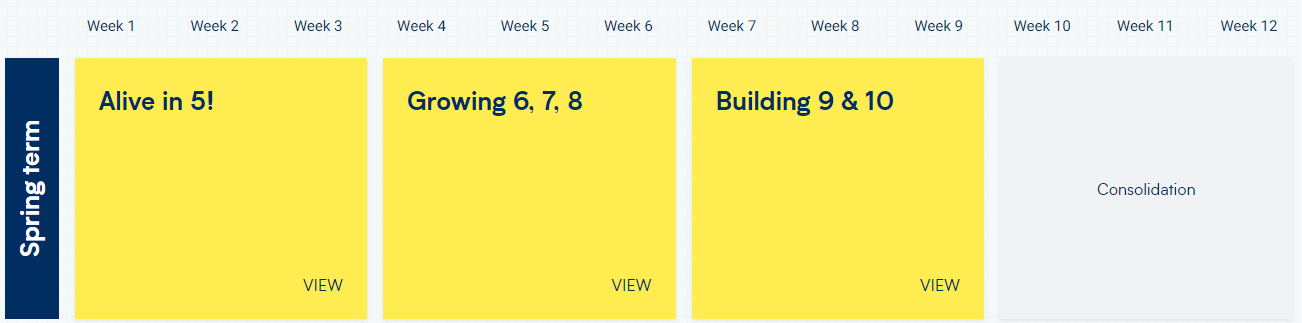 Week 1 Week 2 Week 3 Week 4 Week 5 Week 6 Week 7 Week 8 Week 9 Week 10 Week 11 Week 12
Spring term
Alive in 5! Growing 6, 7, 8 Building 9 & 10
Consolidation
VIEW VIEW VIEW